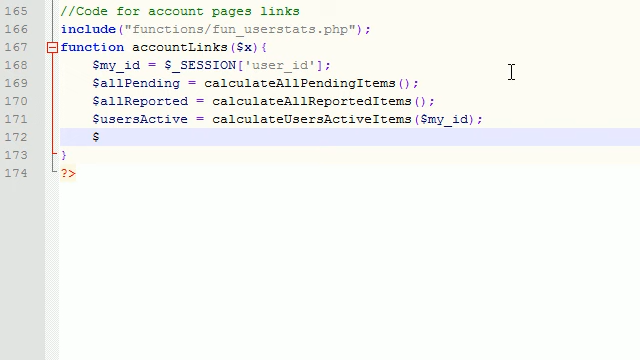 165 //Code for account pages links
166 include("functions/fun_userstats.php");
167 function accountLinks($x){
168 $my_id = $_SESSION['user_id'];
169 $allPending = calculateAllPendingItems();
170 $allReported = calculateAllReportedItems();
171 $usersActive = calculateUsersActiveItems($my_id);
172 $
173 }
174 ?>